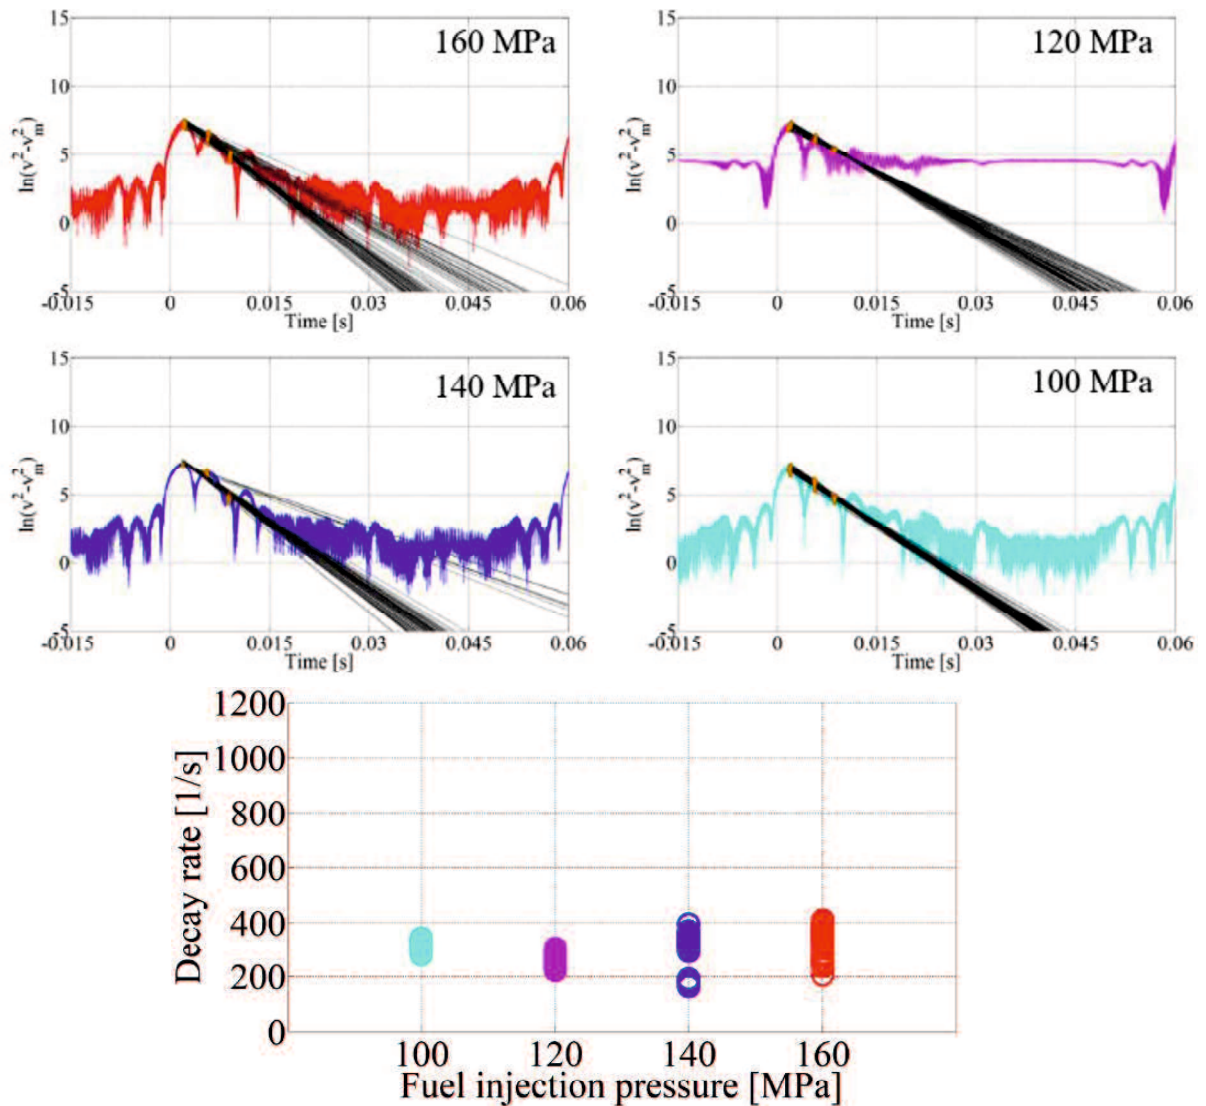 160 MPa
15
10
5
0
-5
ln(v²-v²ₘ)
-0.015 0 0.015 0.03 0.045 0.06
Time [s]
120 MPa
15
10
5
0
-5
ln(v²-v²ₘ)
-0.015 0 0.015 0.03 0.045 0.06
Time [s]
140 MPa
15
10
5
0
-5
ln(v²-v²ₘ)
-0.015 0 0.015 0.03 0.045 0.06
Time [s]
100 MPa
15
10
5
0
-5
ln(v²-v²ₘ)
-0.015 0 0.015 0.03 0.045 0.06
Time [s]
1200
1000
800
600
400
200
0
Decay rate [1/s]
100 120 140 160
Fuel injection pressure [MPa]